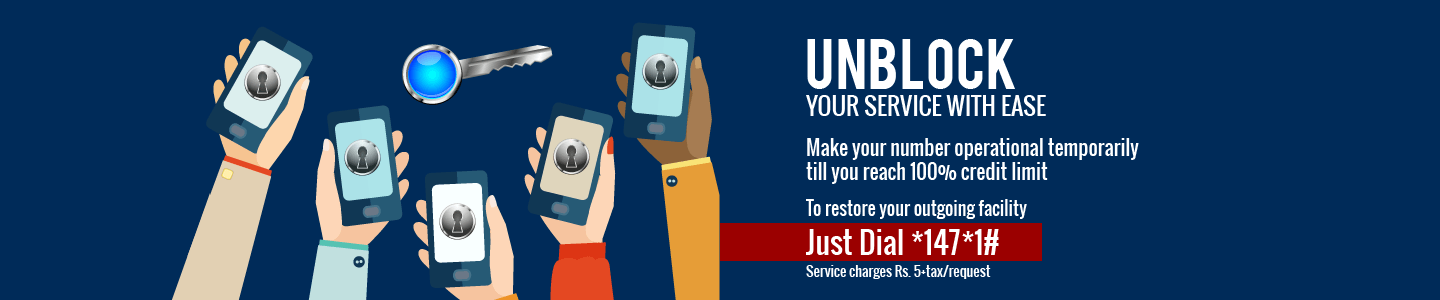 UNBLOCK
YOUR SERVICE WITH EASE
Make your number operational temporarily
till you reach 100% credit limit
To restore your outgoing facility
Just Dial *147*1#
Service charges Rs. 5+tax/request